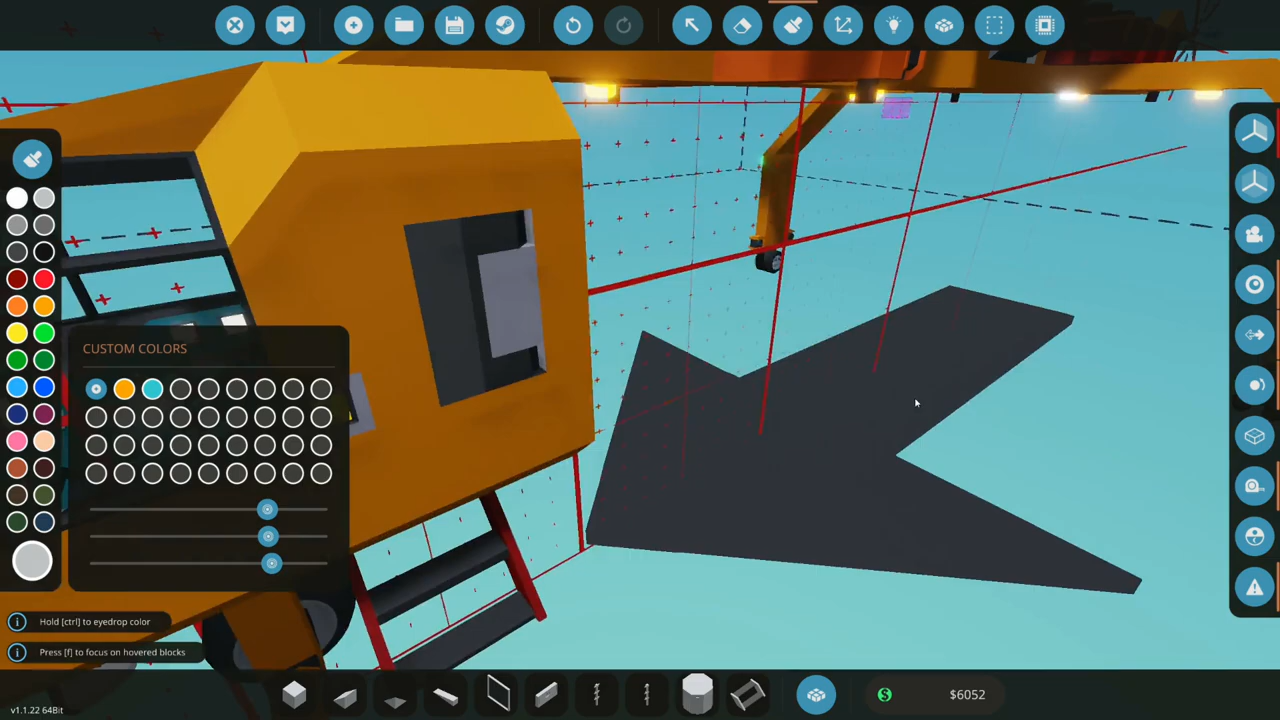 CUSTOM COLORS
Hold [ctrl] to eyedrop color
Press [f] to focus on hovered blocks
$6052
v1.1.22 64Bit